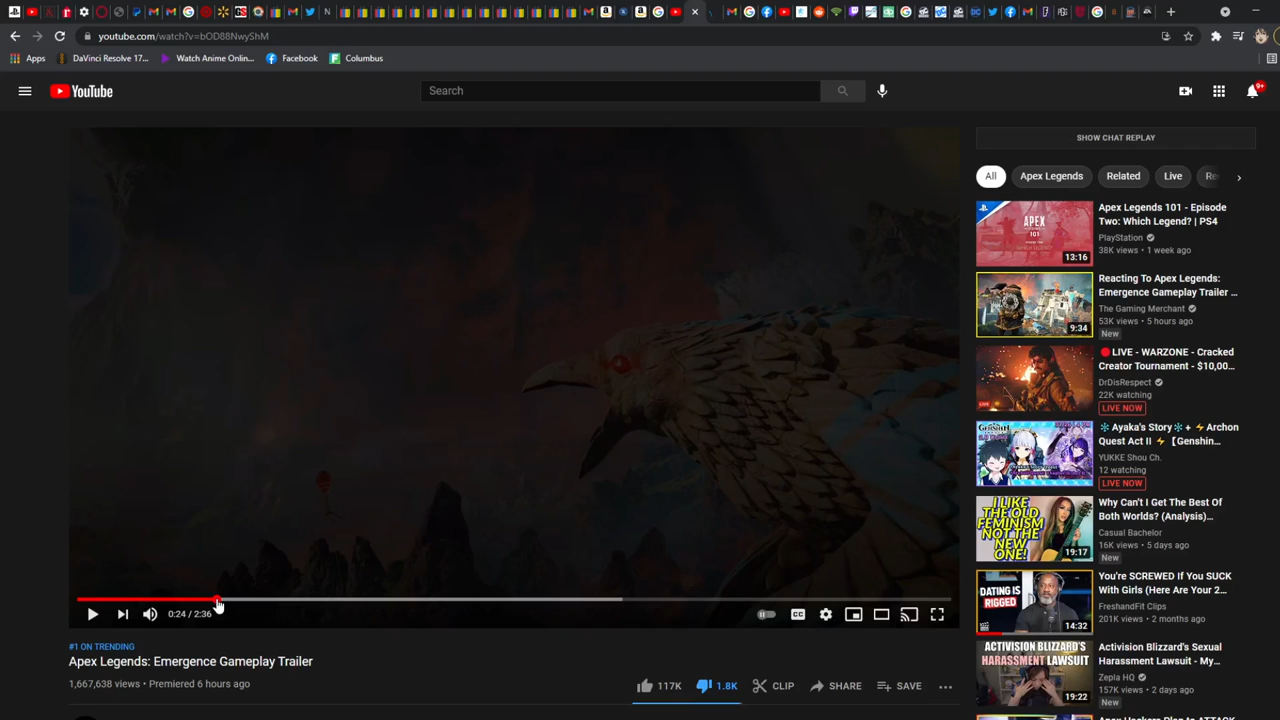 youtube.com/watch?v=bOD88NwyShM
Apps
DaVinci Resolve 17...
Watch Anime Onlin...
Facebook
Columbus
YouTube
Search
9+
SHOW CHAT REPLAY
All
Apex Legends
Related
Live
Re
APEX
LEGENDS
101
13:16
Apex Legends 101 - Episode
Two: Which Legend? | PS4
PlayStation
38K views • 1 week ago
9:34
Reacting To Apex Legends:
Emergence Gameplay Trailer ...
The Gaming Merchant
53K views • 5 hours ago
New
LIVE - WARZONE - Cracked
Creator Tournament - $10,00...
DrDisRespect
22K watching
LIVE NOW
GENSHIN
Ayaka's Story + Archon
Quest Act II【Genshin...
YUKKE Shou Ch.
12 watching
LIVE NOW
I LIKE
THE OLD
FEMINISM
NOT THE
NEW
ONE!
19:17
Why Can't I Get The Best Of
Both Worlds? (Analysis)...
Casual Bachelor
16K views • 5 days ago
New
DATING IS
RIGGED
14:32
You're SCREWED If You SUCK
With Girls (Here Are Your 2...
FreshandFit Clips
201K views • 2 months ago
ACTIVISION BLIZZARD'S
HARASSMENT LAWSUIT
19:22
Activision Blizzard's Sexual
Harassment Lawsuit - My...
Zepla HQ
157K views • 2 days ago
New
0:24 / 2:36
CC
#1 ON TRENDING
Apex Legends: Emergence Gameplay Trailer
1,667,638 views • Premiered 6 hours ago
117K
1.8K
CLIP
SHARE
SAVE